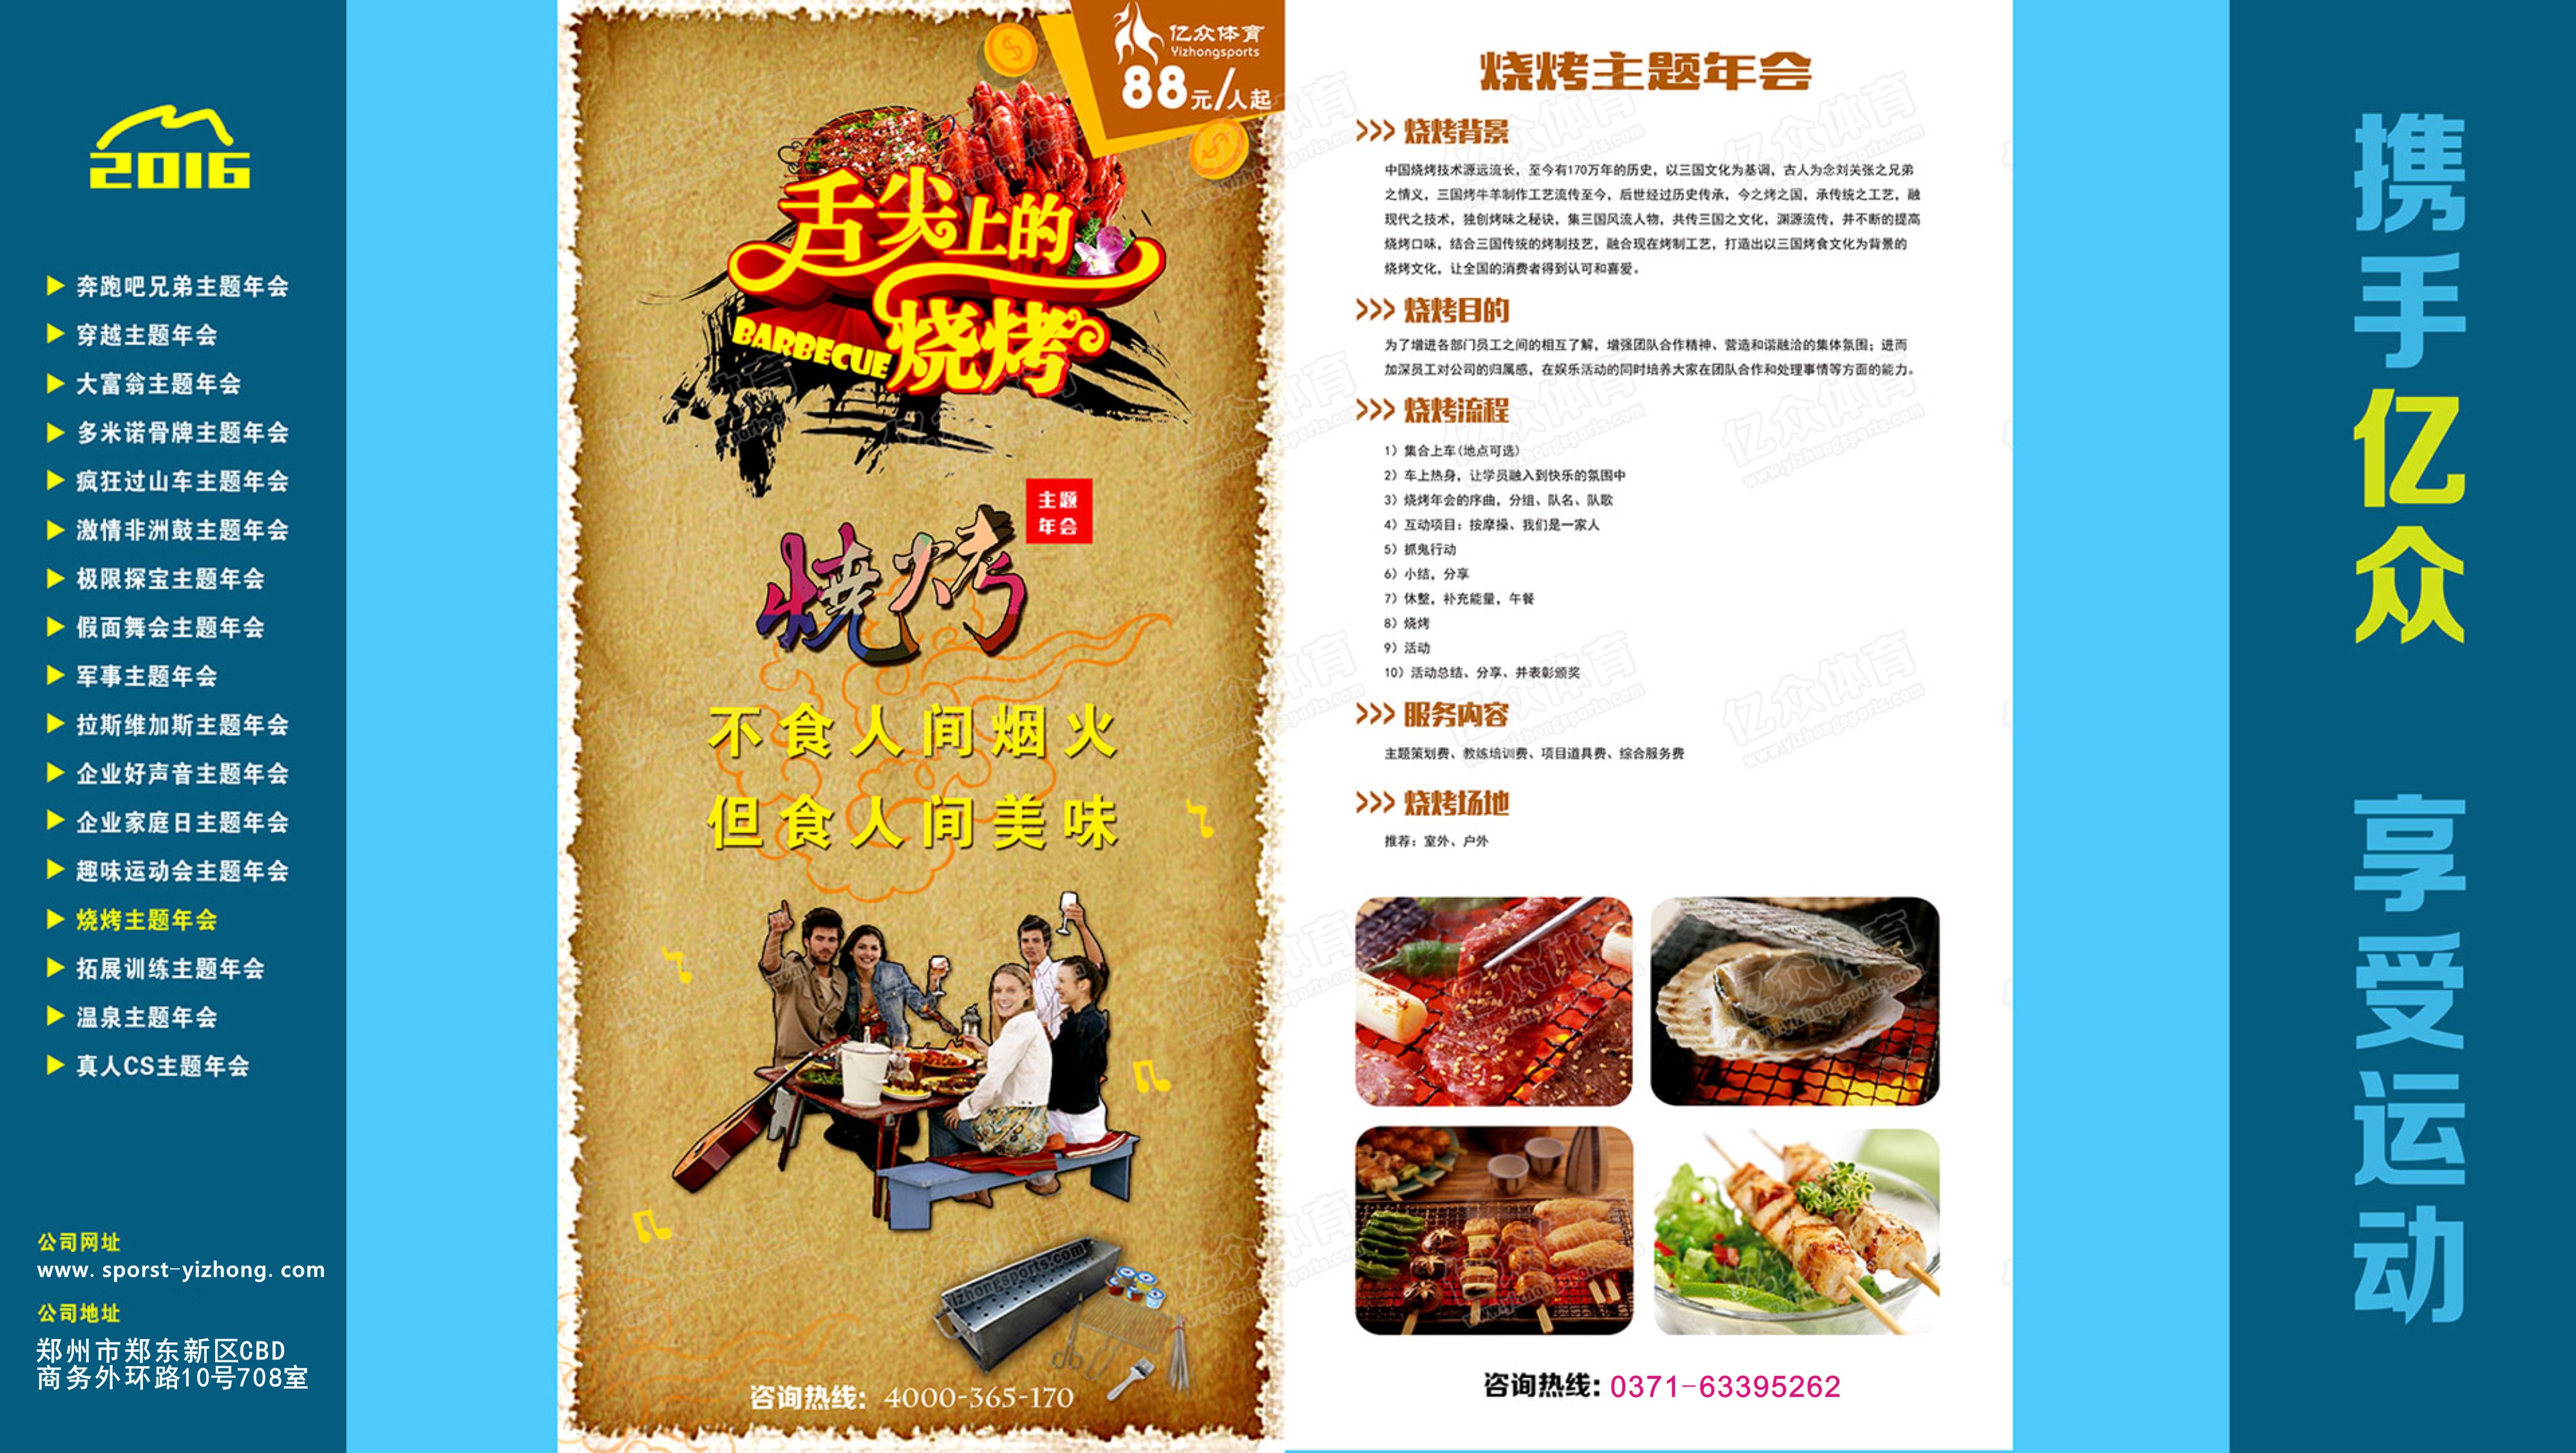 2016
奔跑吧兄弟主题年会
穿越主题年会
大富翁主题年会
多米诺骨牌主题年会
疯狂过山车主题年会
激情非洲鼓主题年会
极限探宝主题年会
假面舞会主题年会
军事主题年会
拉斯维加斯主题年会
企业好声音主题年会
企业家庭日主题年会
趣味运动会主题年会
烧烤主题年会
拓展训练主题年会
温泉主题年会
真人CS主题年会
公司网址
www.sporst-yizhong.com
公司地址
郑州市郑东新区CBD
商务外环路10号708室
亿众体育
Yizhongsports
88元/人起
舌尖上的
BARBECUE烧烤
主题
年会
燒烤
不食人间烟火
但食人间美味
yizhongsports.com
咨询热线：4000-365-170
烧烤主题年会
>>> 烧烤背景
中国烧烤技术源远流长，至今有170万年的历史，以三国文化为基调，古人为念刘关张之兄弟
之情义，三国烤牛羊制作工艺流传至今，后世经过历史传承，今之烤之国，承传统之工艺，融
现代之技术，独创烤味之秘诀，集三国风流人物，共传三国之文化，渊源流传，并不断的提高
烧烤口味，结合三国传统的烤制技艺，融合现在烤制工艺，打造出以三国烤食文化为背景的
烧烤文化，让全国的消费者得到认可和喜爱。
>>> 烧烤目的
为了增进各部门员工之间的相互了解，增强团队合作精神、营造和谐融洽的集体氛围；进而
加深员工对公司的归属感，在娱乐活动的同时培养大家在团队合作和处理事情等方面的能力。
>>> 烧烤流程
1）集合上车(地点可选)
2）车上热身，让学员融入到快乐的氛围中
3）烧烤年会的序曲，分组、队名、队歌
4）互动项目：按摩操、我们是一家人
5）抓鬼行动
6）小结，分享
7）休整，补充能量，午餐
8）烧烤
9）活动
10）活动总结、分享、并表彰颁奖
>>> 服务内容
主题策划费、教练培训费、项目道具费、综合服务费
>>> 烧烤场地
推荐：室外、户外
咨询热线：0371-63395262
携手亿众 享受运动
亿众体育
www.yizhongsports.com